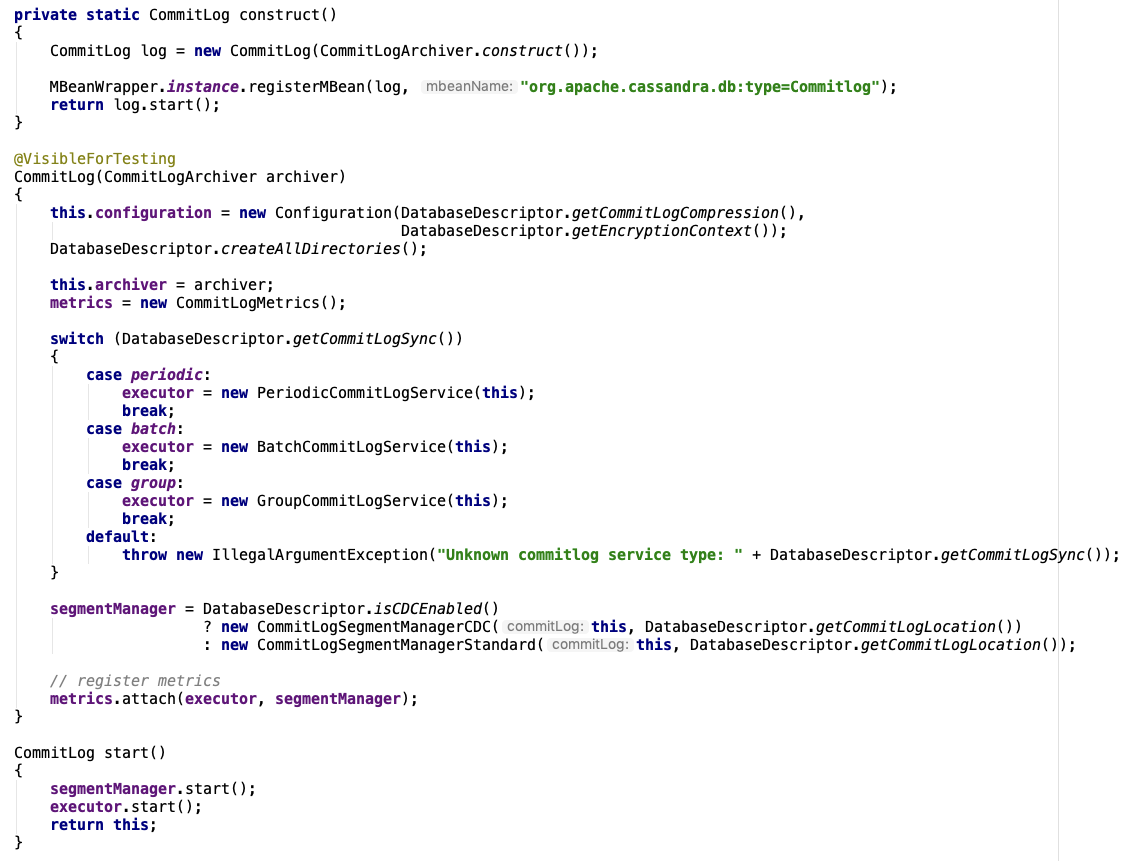 private static CommitLog construct()
{
    CommitLog log = new CommitLog(CommitLogArchiver.construct());

    MBeanWrapper.instance.registerMBean(log, mbeanName: "org.apache.cassandra.db:type=Commitlog");
    return log.start();
}

@VisibleForTesting
CommitLog(CommitLogArchiver archiver)
{
    this.configuration = new Configuration(DatabaseDescriptor.getCommitLogCompression(),
                                           DatabaseDescriptor.getEncryptionContext());
    DatabaseDescriptor.createAllDirectories();

    this.archiver = archiver;
    metrics = new CommitLogMetrics();

    switch (DatabaseDescriptor.getCommitLogSync())
    {
        case periodic:
            executor = new PeriodicCommitLogService(this);
            break;
        case batch:
            executor = new BatchCommitLogService(this);
            break;
        case group:
            executor = new GroupCommitLogService(this);
            break;
        default:
            throw new IllegalArgumentException("Unknown commitlog service type: " + DatabaseDescriptor.getCommitLogSync());
    }

    segmentManager = DatabaseDescriptor.isCDCEnabled()
                     ? new CommitLogSegmentManagerCDC( commitLog: this, DatabaseDescriptor.getCommitLogLocation())
                     : new CommitLogSegmentManagerStandard( commitLog: this, DatabaseDescriptor.getCommitLogLocation());

    // register metrics
    metrics.attach(executor, segmentManager);
}

CommitLog start()
{
    segmentManager.start();
    executor.start();
    return this;
}